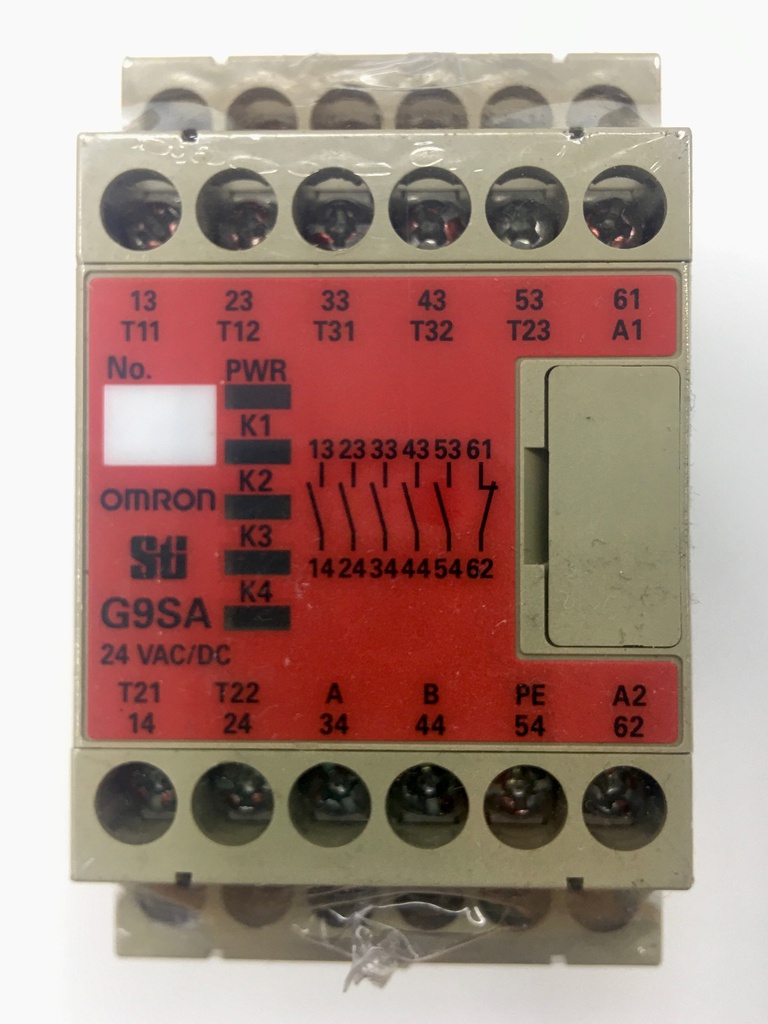 13 23 33 43 53 61
T11 T12 T31 T32 T23 A1
No.
PWR
K1
K2
K3
K4
omron
Sti
G9SA
24 VAC/DC
13 23 33 43 53 61
14 24 34 44 54 62
T21 T22 A B PE A2
14 24 34 44 54 62